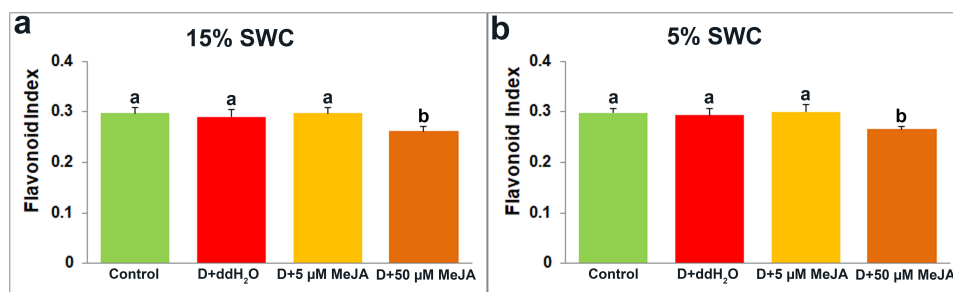 a
15% SWC
Flavonoid Index
0.4
0.3
0.2
0.1
0
a
a
a
b
Control
D+ddH₂O
D+5 µM MeJA
D+50 µM MeJA
b
5% SWC
Flavonoid Index
0.4
0.3
0.2
0.1
0
a
a
a
b
Control
D+ddH₂O
D+5 µM MeJA
D+50 µM MeJA